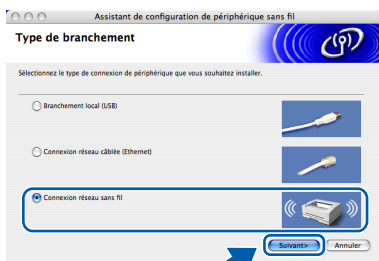 Assistant de configuration de périphérique sans fil
Type de branchement
Sélectionnez le type de connexion de périphérique que vous souhaitez installer.
Branchement local (USB)
Connexion réseau câblée (Ethernet)
Connexion réseau sans fil
Suivant> Annuler